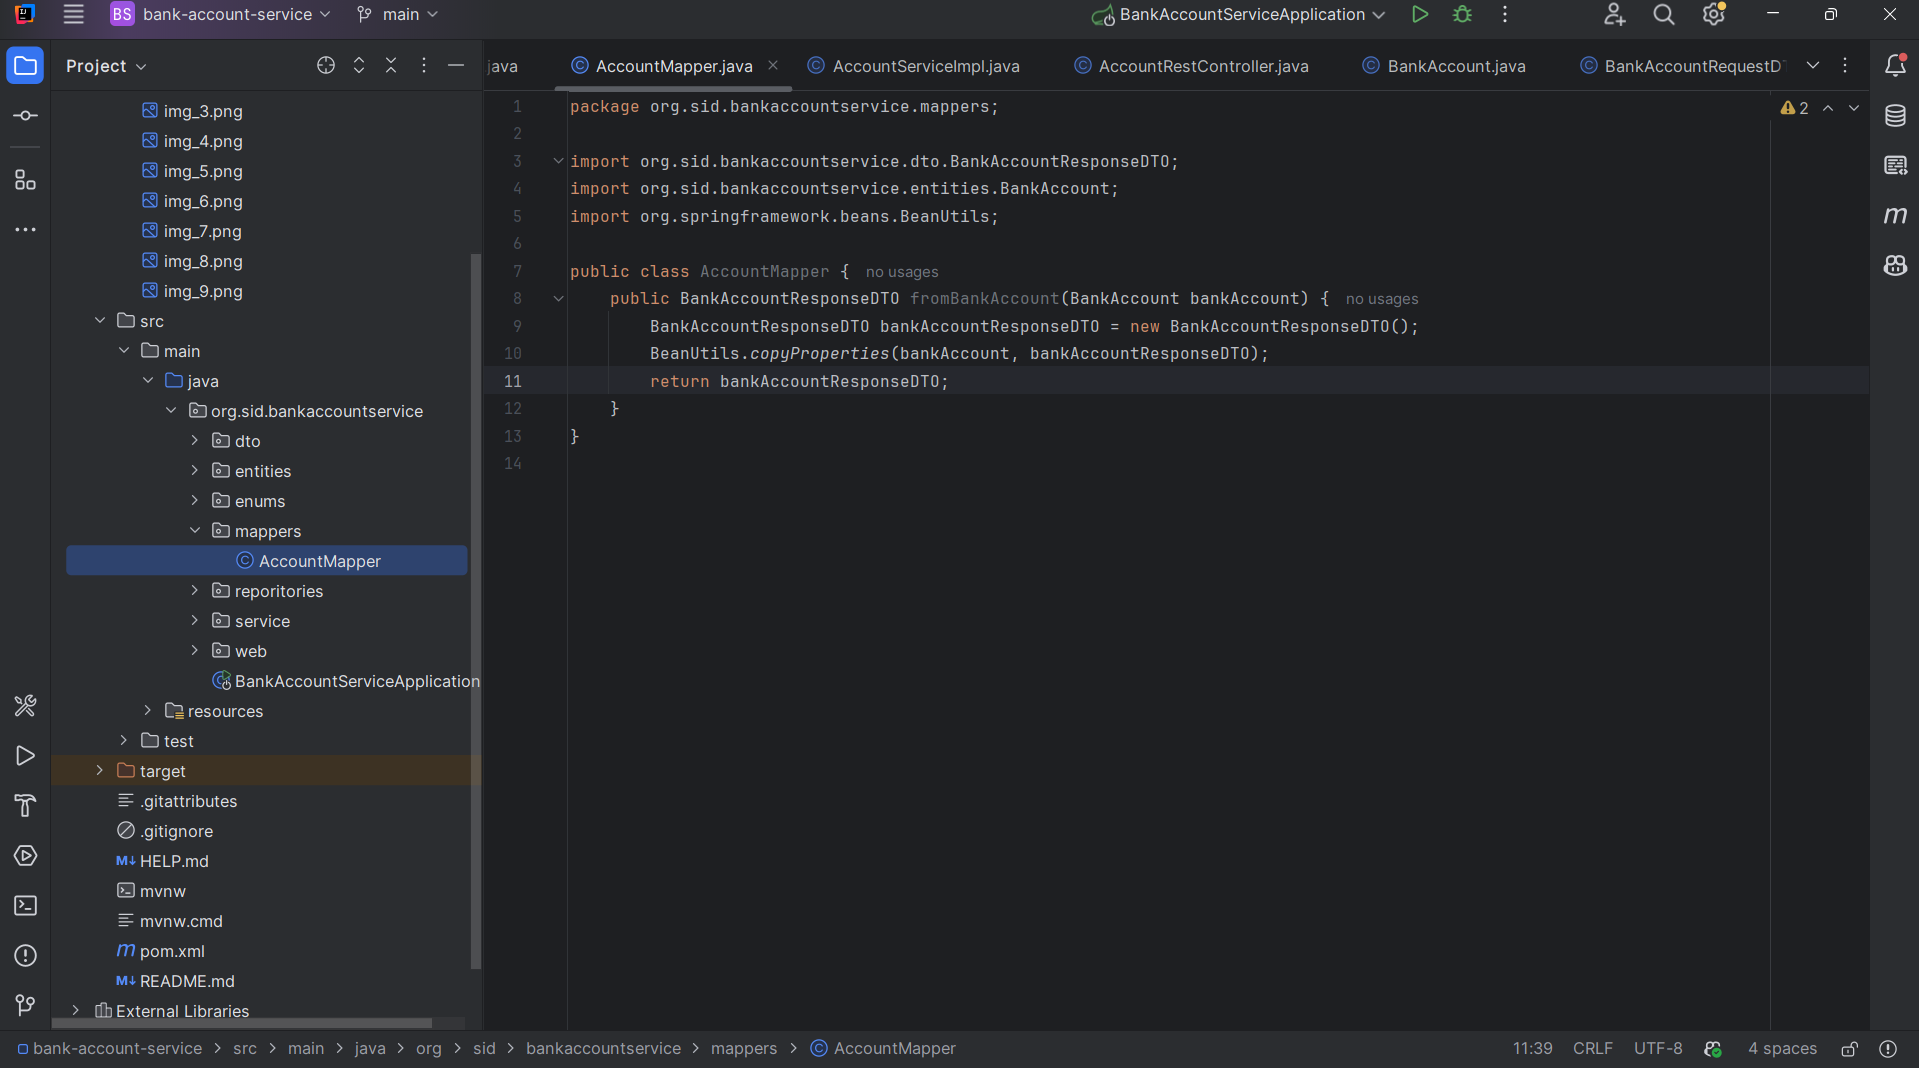 BS bank-account-service main BankAccountServiceApplication
Project
java AccountMapper.java AccountServiceImpl.java AccountRestController.java BankAccount.java BankAccountRequestD
img_3.png
img_4.png
img_5.png
img_6.png
img_7.png
img_8.png
img_9.png
src
main
java
org.sid.bankaccountservice
dto
entities
enums
mappers
AccountMapper
reporitories
service
web
BankAccountServiceApplication
resources
test
target
.gitattributes
.gitignore
M↓ HELP.md
mvnw
mvnw.cmd
m pom.xml
M↓ README.md
External Libraries
1 package org.sid.bankaccountservice.mappers;
2
3 import org.sid.bankaccountservice.dto.BankAccountResponseDTO;
4 import org.sid.bankaccountservice.entities.BankAccount;
5 import org.springframework.beans.BeanUtils;
6
7 public class AccountMapper { no usages
8 public BankAccountResponseDTO fromBankAccount(BankAccount bankAccount) { no usages
9 BankAccountResponseDTO bankAccountResponseDTO = new BankAccountResponseDTO();
10 BeanUtils.copyProperties(bankAccount, bankAccountResponseDTO);
11 return bankAccountResponseDTO;
12 }
13 }
14
2
m
bank-account-service > src > main > java > org > sid > bankaccountservice > mappers > AccountMapper 11:39 CRLF UTF-8 4 spaces